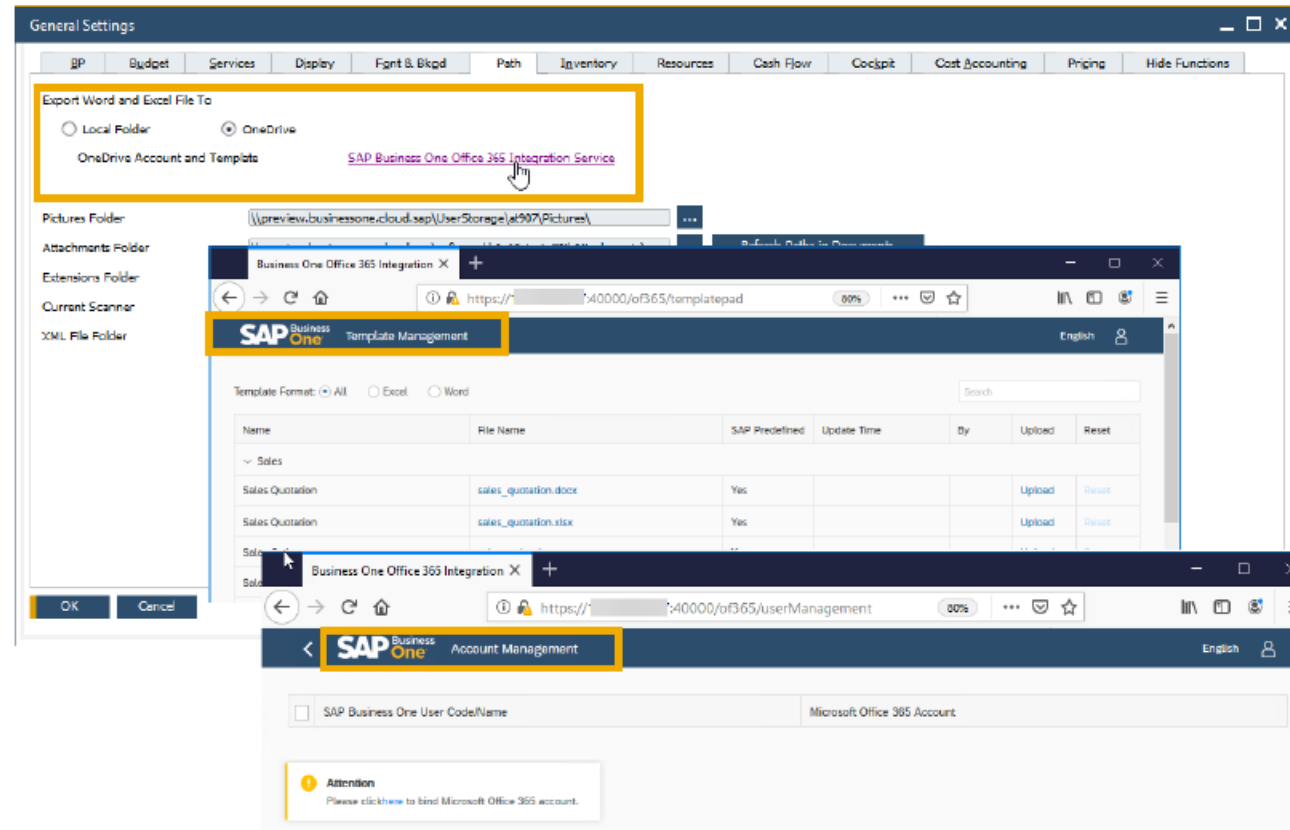 General Settings
BP Budget Services Display Font & Bkgd Path Inventory Resources Cash Flow Cockpit Cost Accounting Pricing Hide Functions
Export Word and Excel File To
Local Folder OneDrive
OneDrive Account and Template SAP Business One Office 365 Integration Service
Pictures Folder \\preview.businessone.cloud.sap\UserStorage\at907\Pictures\ ...
Attachments Folder
Extensions Folder
Current Scanner
XML File Folder
OK Cancel
Business One Office 365 Integration
https:// :40000/of365/templatepad 80%
SAP Business One Template Management English
Template Format: All Excel Word Search
Name File Name SAP Predefined Update Time By Upload Reset
Sales
Sales Quotation sales_quotation.docx Yes Upload Reset
Sales Quotation sales_quotation.xlsx Yes Upload Reset
Business One Office 365 Integration
https:// :40000/of365/userManagement 80%
SAP Business One Account Management English
SAP Business One User Code/Name Microsoft Office 365 Account
Attention
Please clickhere to bind Microsoft Office 365 account.